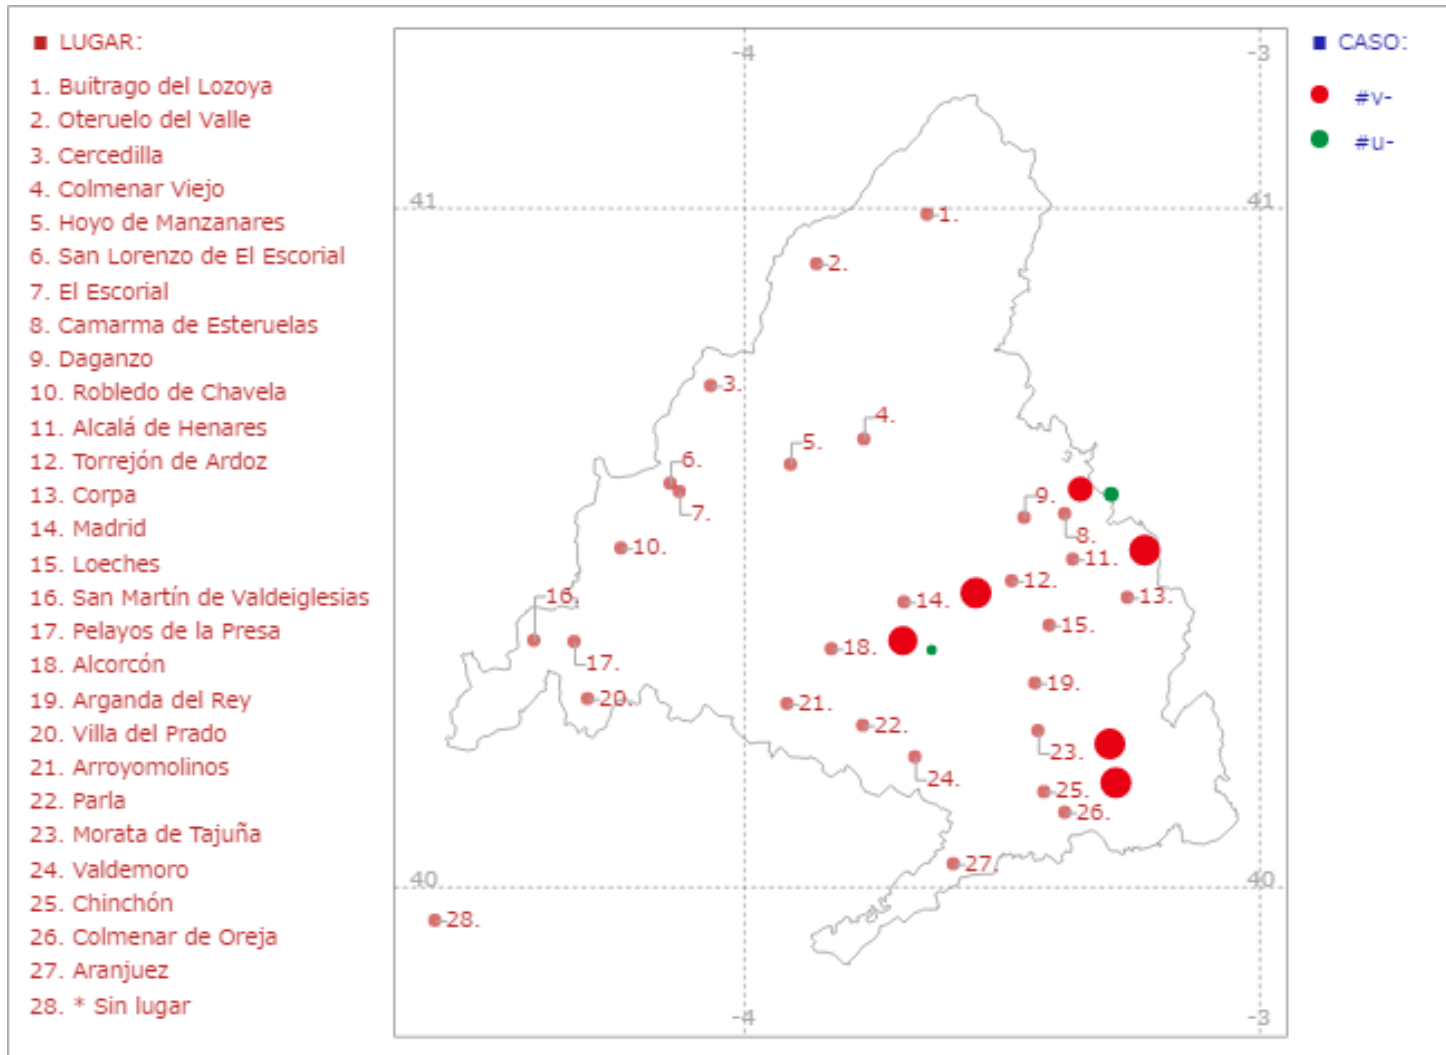 LUGAR:
1. Buitrago del Lozoya
2. Oteruelo del Valle
3. Cercedilla
4. Colmenar Viejo
5. Hoyo de Manzanares
6. San Lorenzo de El Escorial
7. El Escorial
8. Camarma de Esteruelas
9. Daganzo
10. Robledo de Chavela
11. Alcalá de Henares
12. Torrejón de Ardoz
13. Corpa
14. Madrid
15. Loeches
16. San Martín de Valdeiglesias
17. Pelayos de la Presa
18. Alcorcón
19. Arganda del Rey
20. Villa del Prado
21. Arroyomolinos
22. Parla
23. Morata de Tajuña
24. Valdemoro
25. Chinchón
26. Colmenar de Oreja
27. Aranjuez
28. * Sin lugar
-4
-3
41
41
1.
2.
3.
4.
5.
6.
7.
9.
8.
10.
11.
12.
13.
14.
15.
16.
17.
18.
19.
20.
21.
22.
23.
24.
25.
26.
27.
40
40
28.
-4
-3
CASO:
#v-
#u-